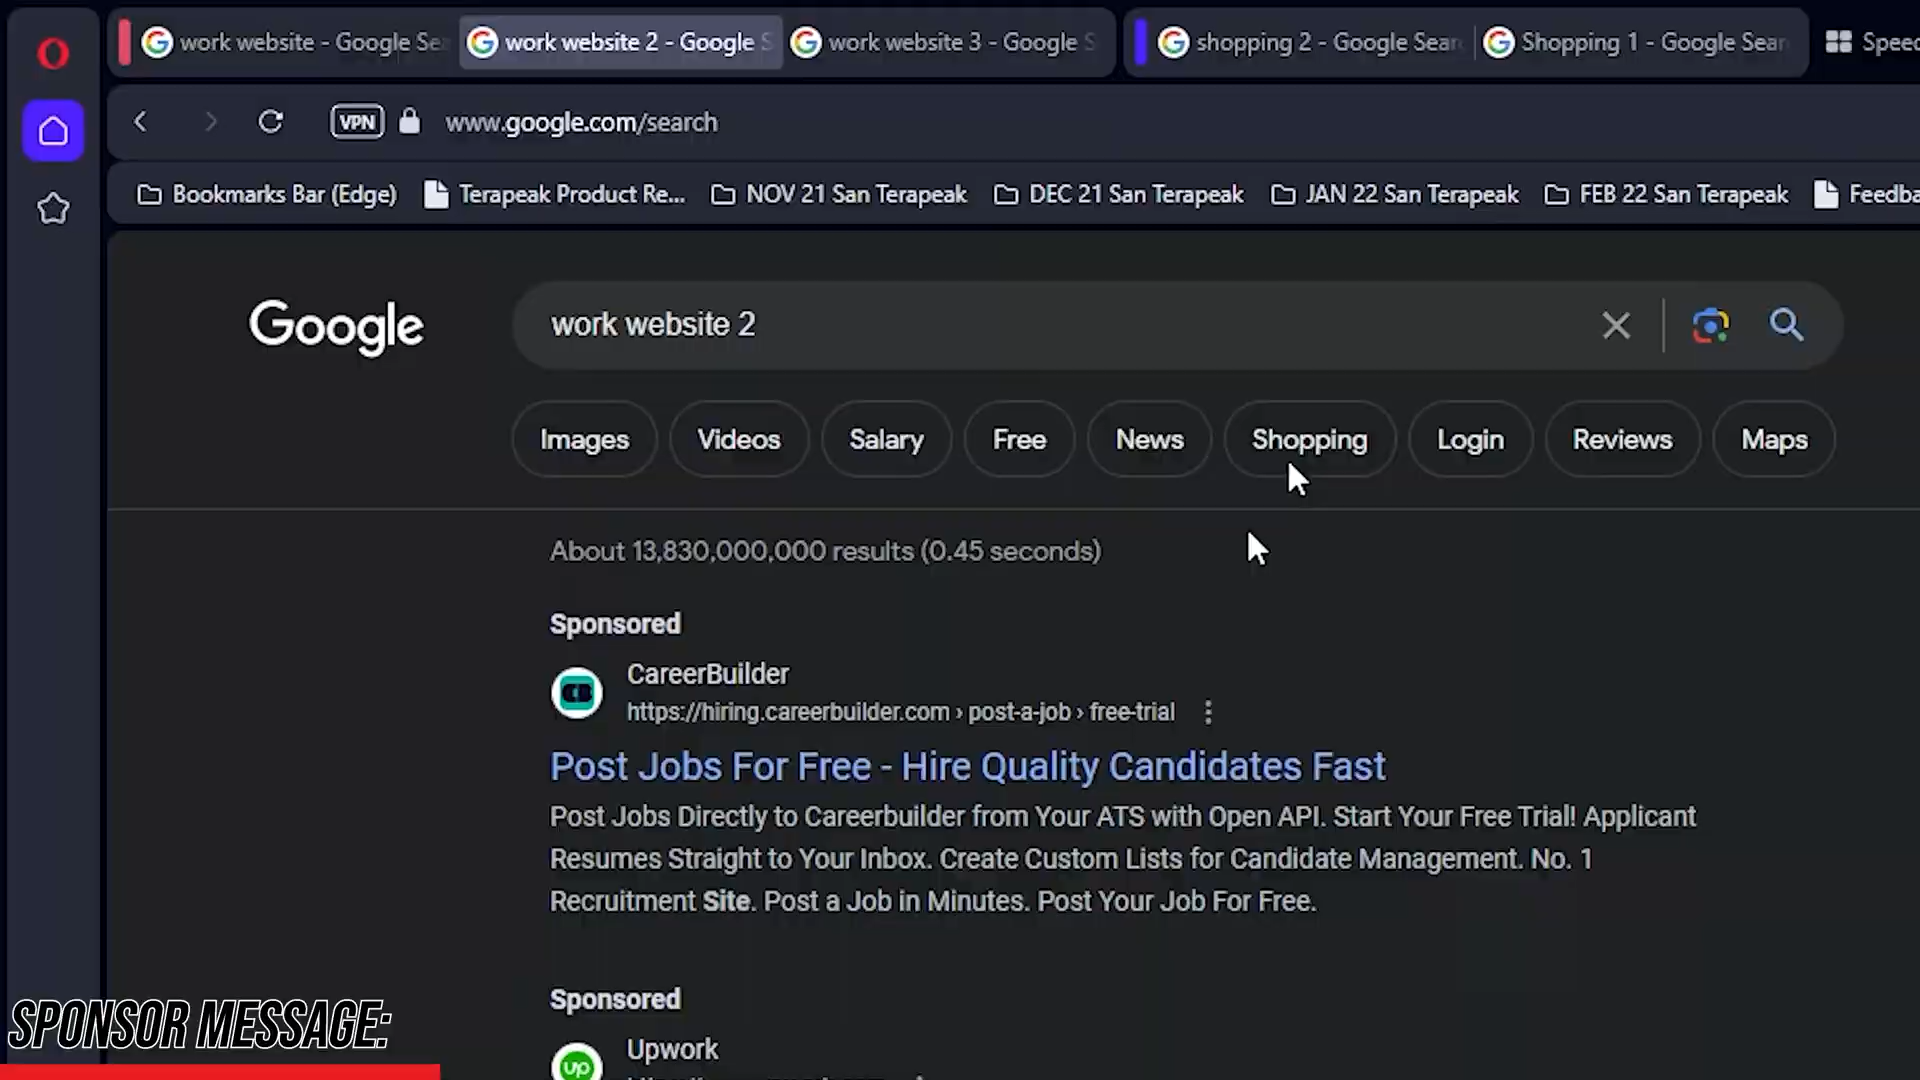 work website - Google Se
work website 2 - Google S
work website 3 - Google S
shopping 2 - Google Sear
Shopping 1 - Google Sear
Speed
VPN
www.google.com/search
Bookmarks Bar (Edge)
Terapeak Product Re...
NOV 21 San Terapeak
DEC 21 San Terapeak
JAN 22 San Terapeak
FEB 22 San Terapeak
Feedba
Google
work website 2
Images
Videos
Salary
Free
News
Shopping
Login
Reviews
Maps
About 13,830,000,000 results (0.45 seconds)
Sponsored
CB
CareerBuilder
https://hiring.careerbuilder.com › post-a-job › free-trial
Post Jobs For Free - Hire Quality Candidates Fast
Post Jobs Directly to Careerbuilder from Your ATS with Open API. Start Your Free Trial! Applicant
Resumes Straight to Your Inbox. Create Custom Lists for Candidate Management. No. 1
Recruitment Site. Post a Job in Minutes. Post Your Job For Free.
Sponsored
up
Upwork
SPONSOR MESSAGE: